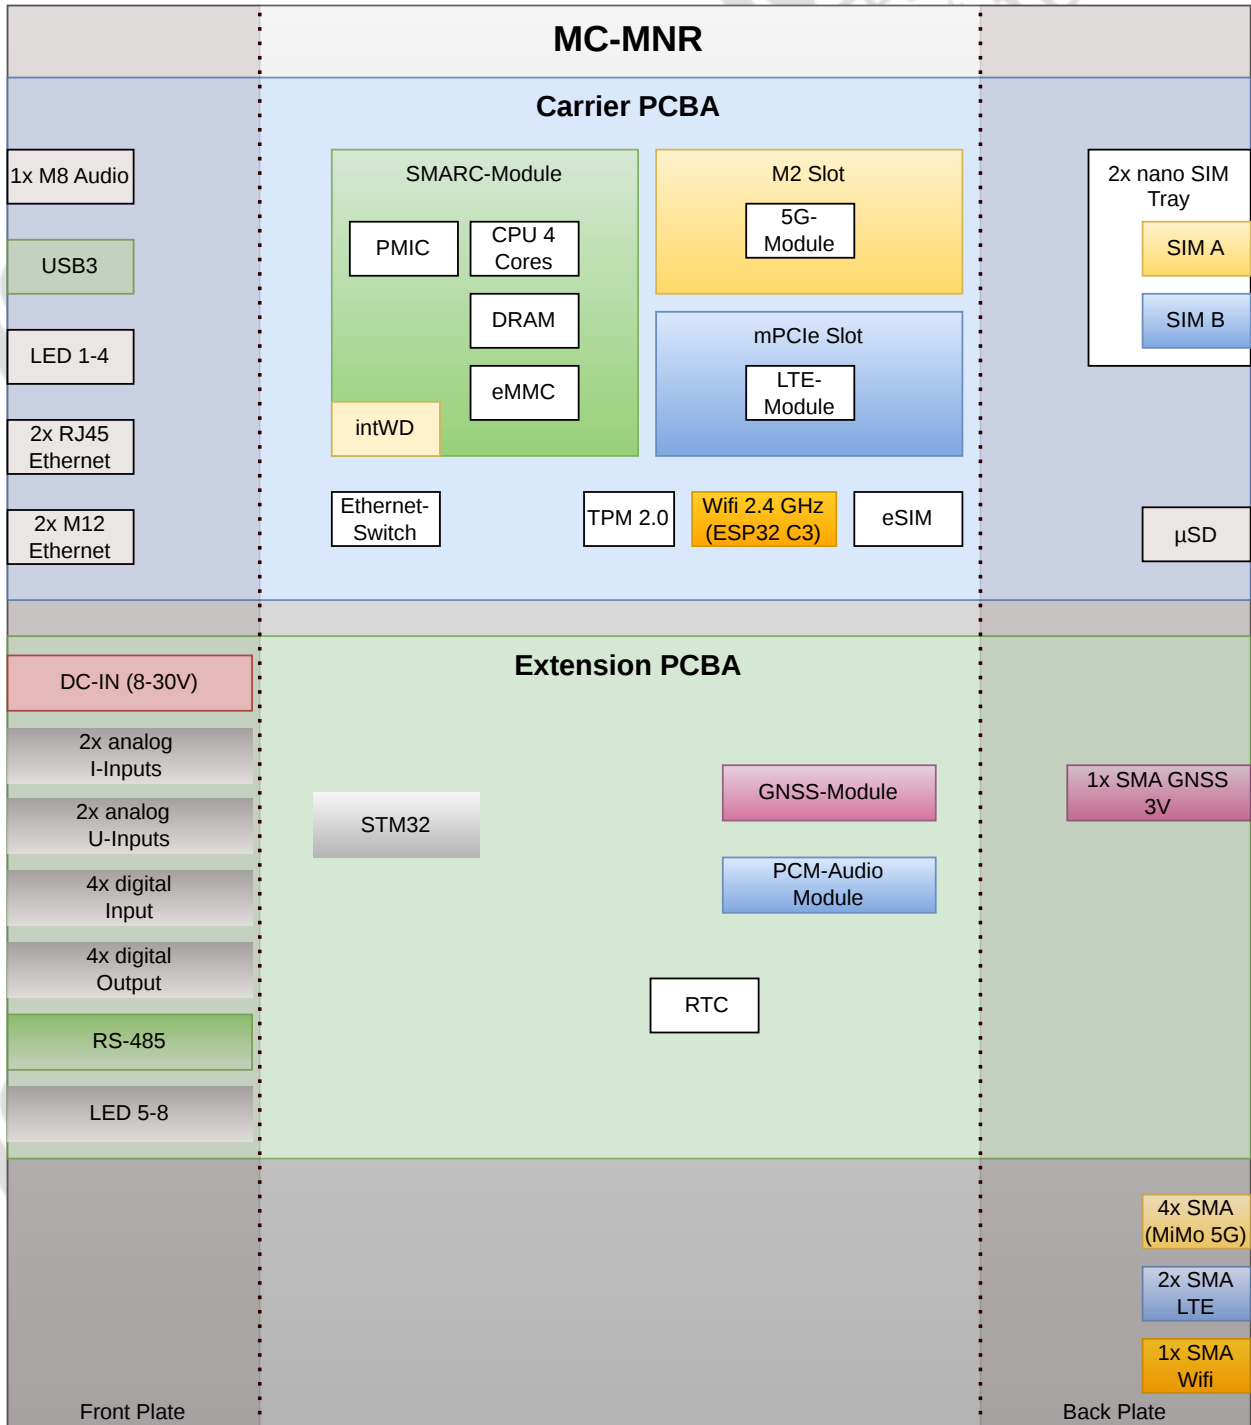 MC-MNR
Carrier PCBA
1x M8 Audio
USB3
LED 1-4
2x RJ45
Ethernet
2x M12
Ethernet
SMARC-Module
PMIC
CPU 4
Cores
DRAM
eMMC
intWD
M2 Slot
5G-
Module
mPCIe Slot
LTE-
Module
Ethernet-
Switch
TPM 2.0
Wifi 2.4 GHz
(ESP32 C3)
eSIM
2x nano SIM
Tray
SIM A
SIM B
µSD
Extension PCBA
DC-IN (8-30V)
2x analog
I-Inputs
2x analog
U-Inputs
4x digital
Input
4x digital
Output
RS-485
LED 5-8
STM32
GNSS-Module
PCM-Audio
Module
RTC
1x SMA GNSS
3V
4x SMA
(MiMo 5G)
2x SMA
LTE
1x SMA
Wifi
Front Plate
Back Plate